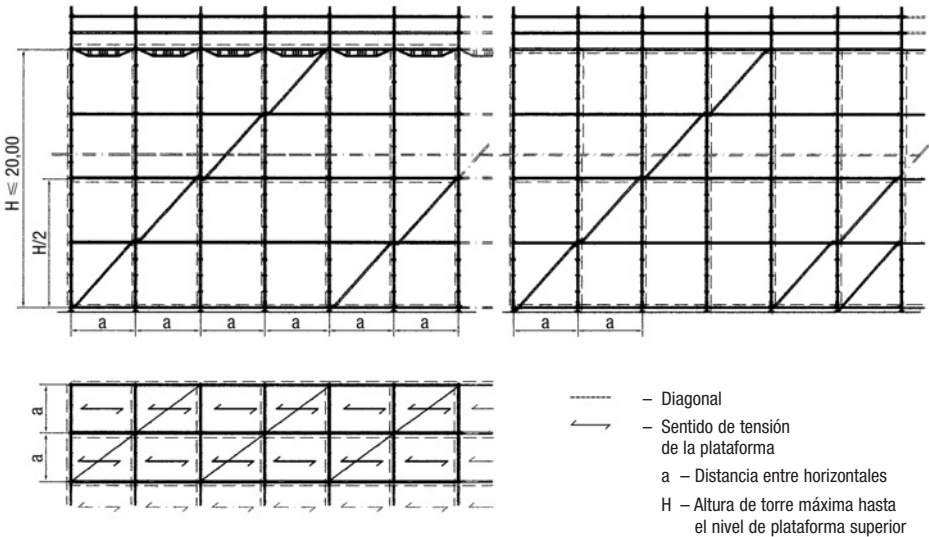 H ≤ 20,00
H/2
a a a a a a
a a
a
a
– Diagonal
– Sentido de tensión
de la plataforma
a – Distancia entre horizontales
H – Altura de torre máxima hasta
el nivel de plataforma superior